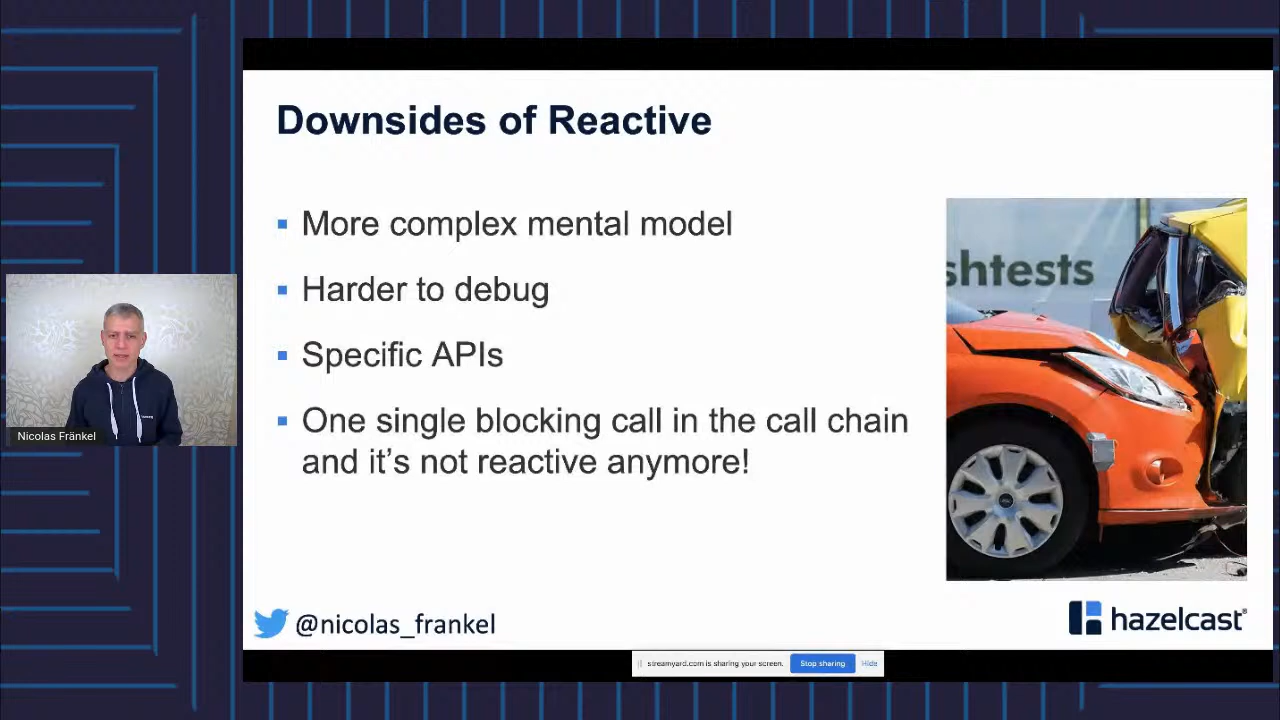 Downsides of Reactive
More complex mental model
Harder to debug
Specific APIs
One single blocking call in the call chain
and it’s not reactive anymore!
shtests
Nicolas Fränkel
@nicolas_frankel
hazelcast
streamyard.com is sharing your screen.
Stop sharing
Hide